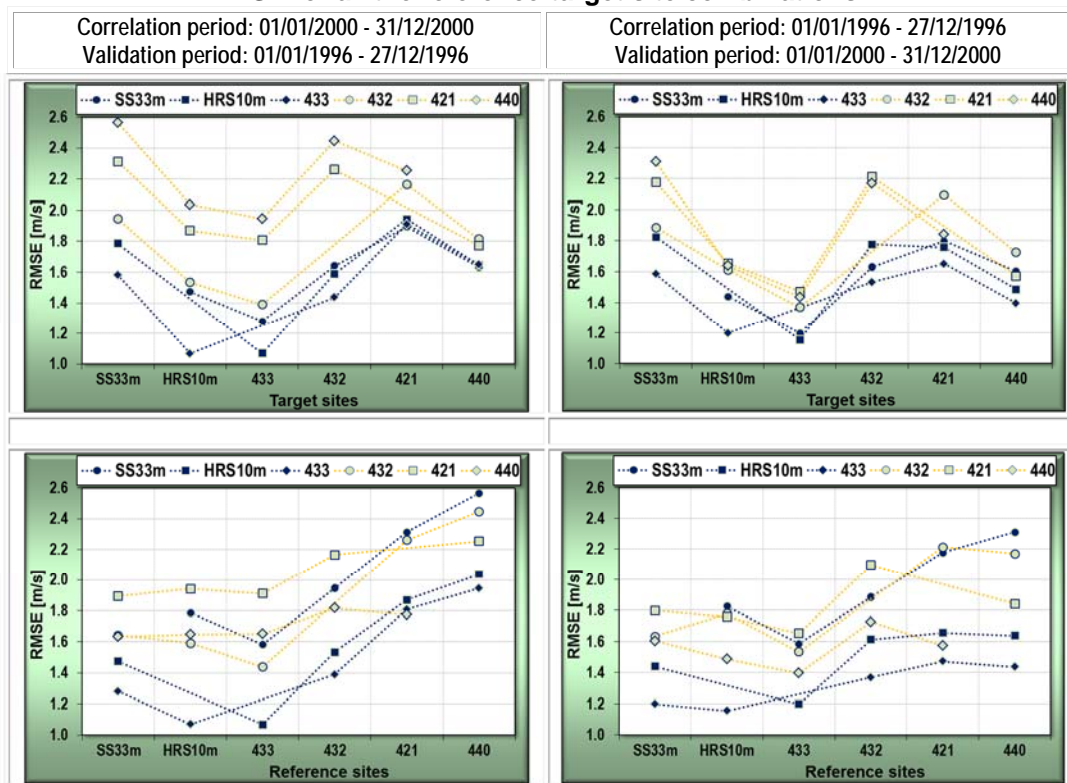 Correlation period: 01/01/2000 - 31/12/2000
Validation period: 01/01/1996 - 27/12/1996
Correlation period: 01/01/1996 - 27/12/1996
Validation period: 01/01/2000 - 31/12/2000
SS33m HRS10m 433 432 421 440
2.6
2.4
2.2
2.0
1.8
1.6
1.4
1.2
1.0
RMSE [m/s]
SS33m HRS10m 433 432 421 440
Target sites
SS33m HRS10m 433 432 421 440
2.6
2.4
2.2
2.0
1.8
1.6
1.4
1.2
1.0
RMSE [m/s]
SS33m HRS10m 433 432 421 440
Target sites
SS33m HRS10m 433 432 421 440
2.6
2.4
2.2
2.0
1.8
1.6
1.4
1.2
1.0
RMSE [m/s]
SS33m HRS10m 433 432 421 440
Reference sites
SS33m HRS10m 433 432 421 440
2.6
2.4
2.2
2.0
1.8
1.6
1.4
1.2
1.0
RMSE [m/s]
SS33m HRS10m 433 432 421 440
Reference sites